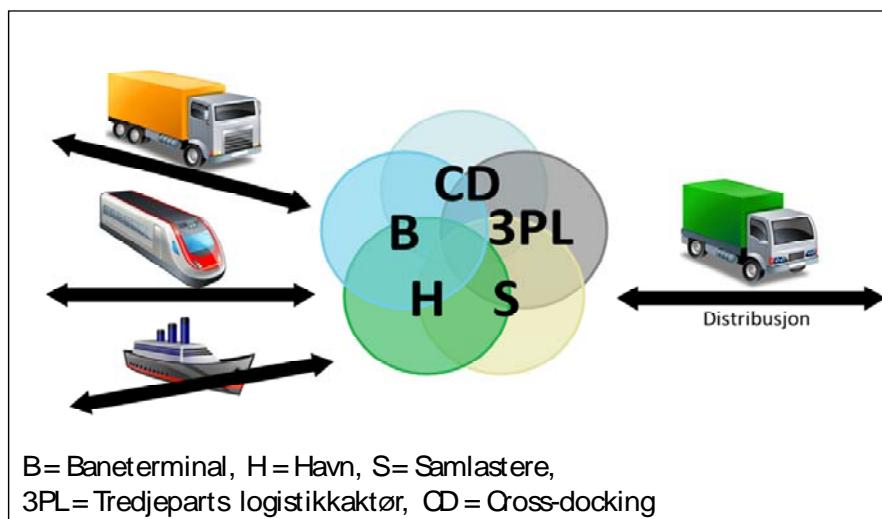 CD
B 3PL
H S
Distribusjon
B= Baneterminal, H = Havn, S= Samlastere,
3PL= Tredjeparts logistikkaktør, CD = Cross-docking